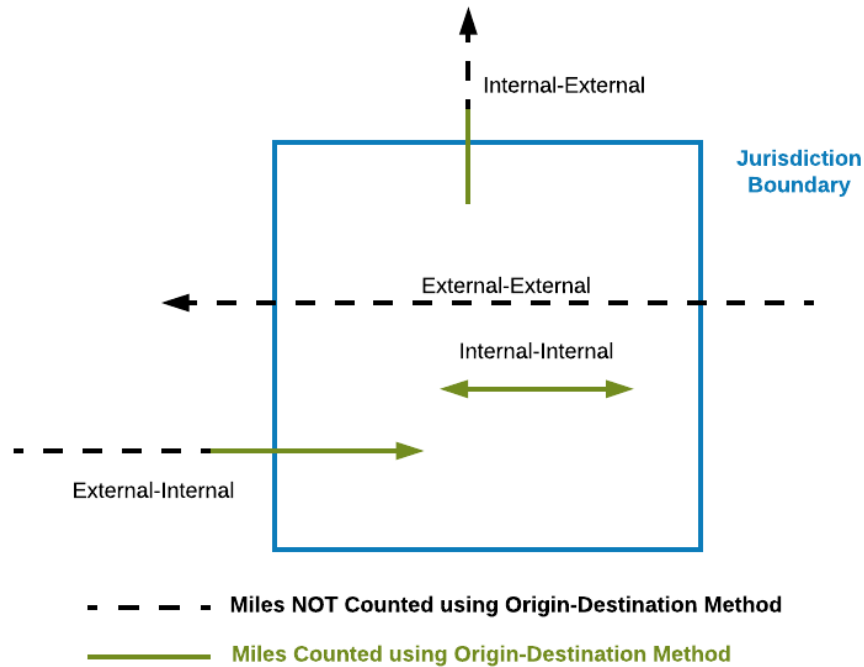 Internal-External
Jurisdiction
Boundary
External-External
Internal-Internal
External-Internal
Miles NOT Counted using Origin-Destination Method
Miles Counted using Origin-Destination Method